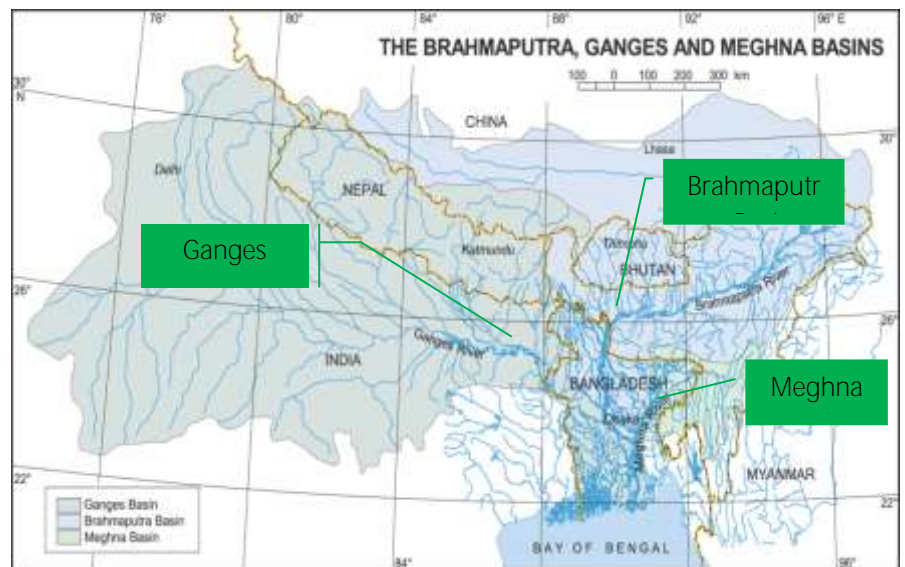 76°
80°
84°
88°
92°
96° E
THE BRAHMAPUTRA, GANGES AND MEGHNA BASINS
100 0 100 200 300 km
30°
N
CHINA
30°
Lhasa
Delhi
NEPAL
Brahmaputr
Ganges
Katmundu
BHUTAN
Brahmaputra River
26°
26°
Ganges River
INDIA
BANGLADESH
Meghna
Dhaka
22°
MYANMAR
22°
Ganges Basin
Brahmaputra Basin
Meghna Basin
BAY OF BENGAL
84°
96°